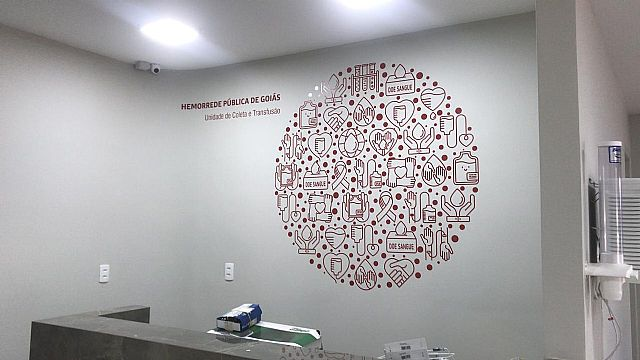 HEMORREDE PÚBLICA DE GOIÁS
Unidade de Coleta e Transfusão
DOE SANGUE
DOE SANGUE
DOE SANGUE